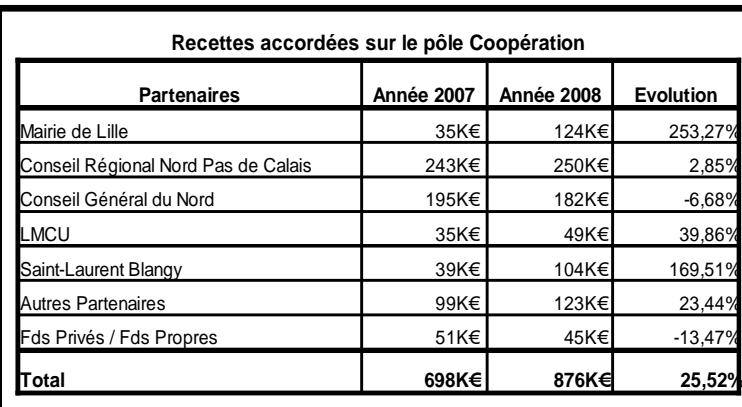 Recettes accordées sur le pôle Coopération
Partenaires Année 2007 Année 2008 Evolution
Mairie de Lille 35K€ 124K€ 253,27%
Conseil Régional Nord Pas de Calais 243K€ 250K€ 2,85%
Conseil Général du Nord 195K€ 182K€ -6,68%
LMCU 35K€ 49K€ 39,86%
Saint-Laurent Blangy 39K€ 104K€ 169,51%
Autres Partenaires 99K€ 123K€ 23,44%
Fds Privés / Fds Propres 51K€ 45K€ -13,47%
Total 698K€ 876K€ 25,52%